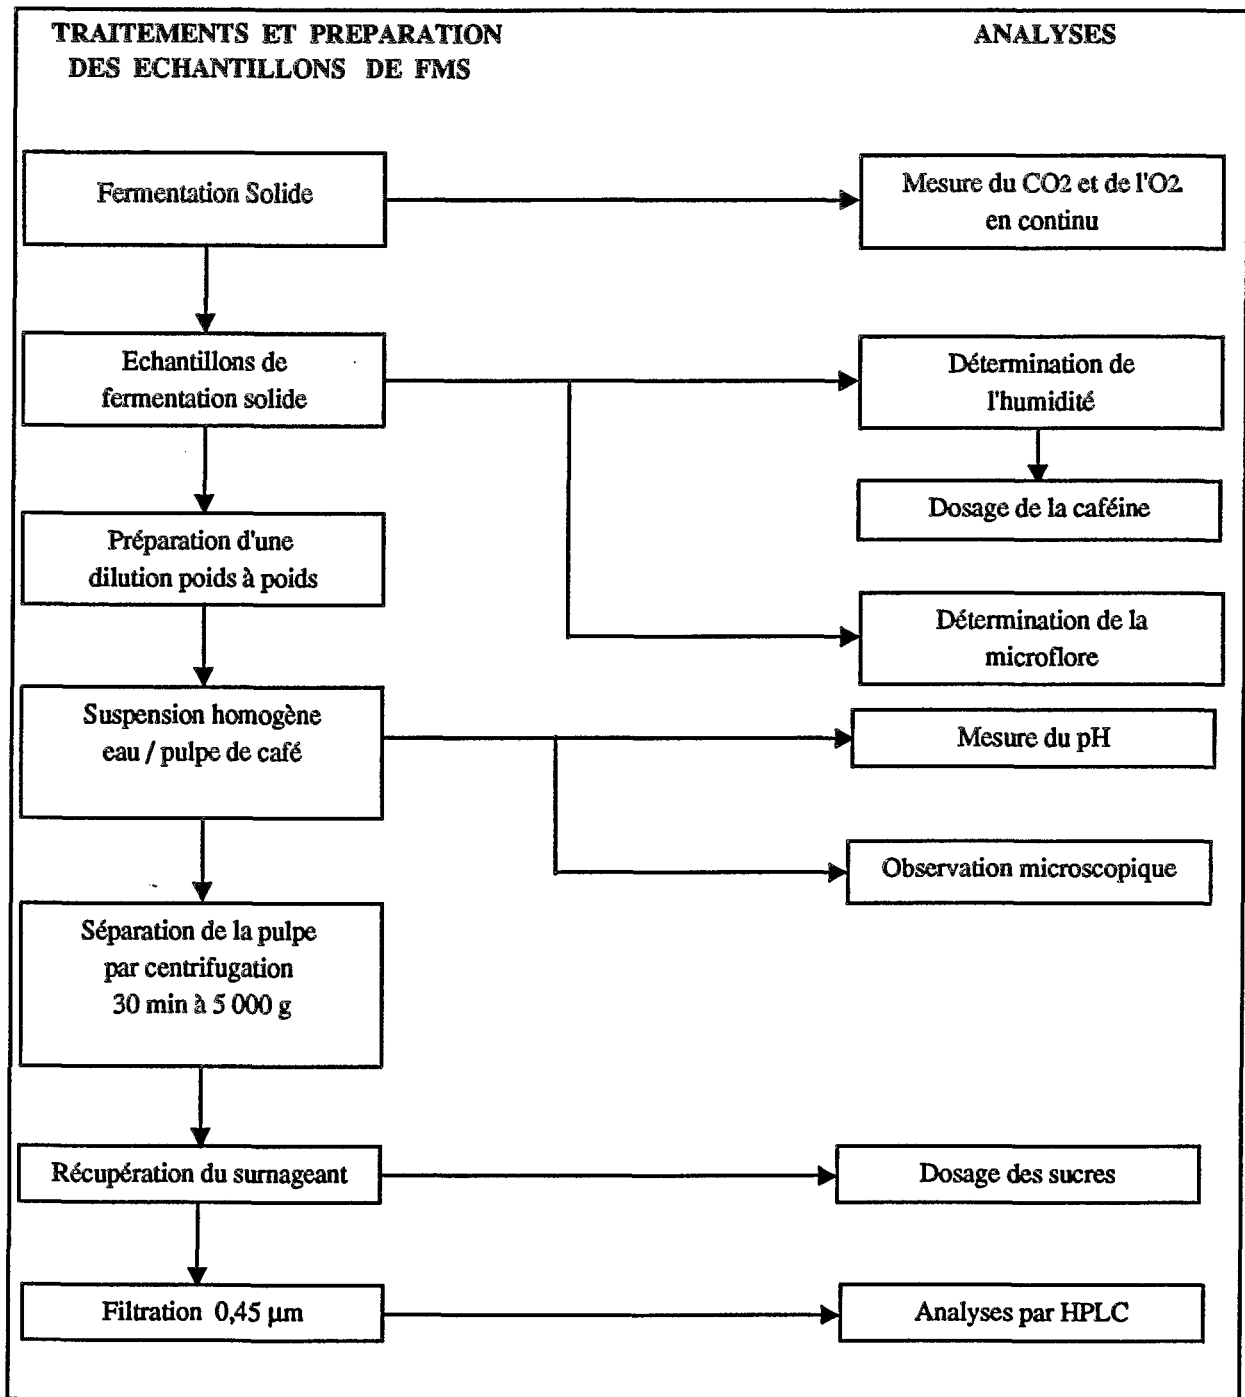 TRAITEMENTS ET PREPARATION
DES ECHANTILLONS DE FMS
ANALYSES
Fermentation Solide
Mesure du CO2 et de l'O2
en continu
Echantillons de
fermentation solide
Détermination de
l'humidité
Dosage de la caféine
Préparation d'une
dilution poids à poids
Détermination de la
microflore
Suspension homogène
eau / pulpe de café
Mesure du pH
Observation microscopique
Séparation de la pulpe
par centrifugation
30 min à 5 000 g
Récupération du surnageant
Dosage des sucres
Filtration 0,45 µm
Analyses par HPLC